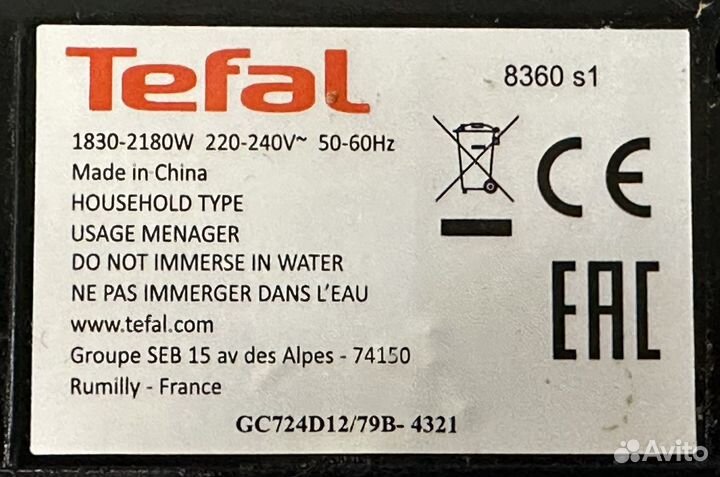 Tefal
8360 s1
1830-2180W 220-240V~ 50-60Hz
Made in China
HOUSEHOLD TYPE
USAGE MENAGER
DO NOT IMMERSE IN WATER
NE PAS IMMERGER DANS L'EAU
www.tefal.com
Groupe SEB 15 av des Alpes - 74150
Rumilly - France
GC724D12/79B- 4321
CE
EAC
Avito